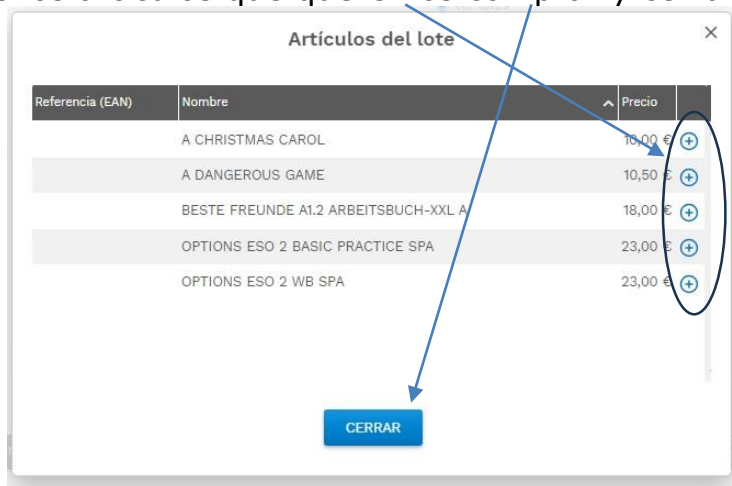 Artículos del lote
Referencia (EAN) Nombre Precio
A CHRISTMAS CAROL 10,00 €
A DANGEROUS GAME 10,50 €
BESTE FREUNDE A1.2 ARBEITSBUCH-XXL A 18,00 €
OPTIONS ESO 2 BASIC PRACTICE SPA 23,00 €
OPTIONS ESO 2 WB SPA 23,00 €
CERRAR